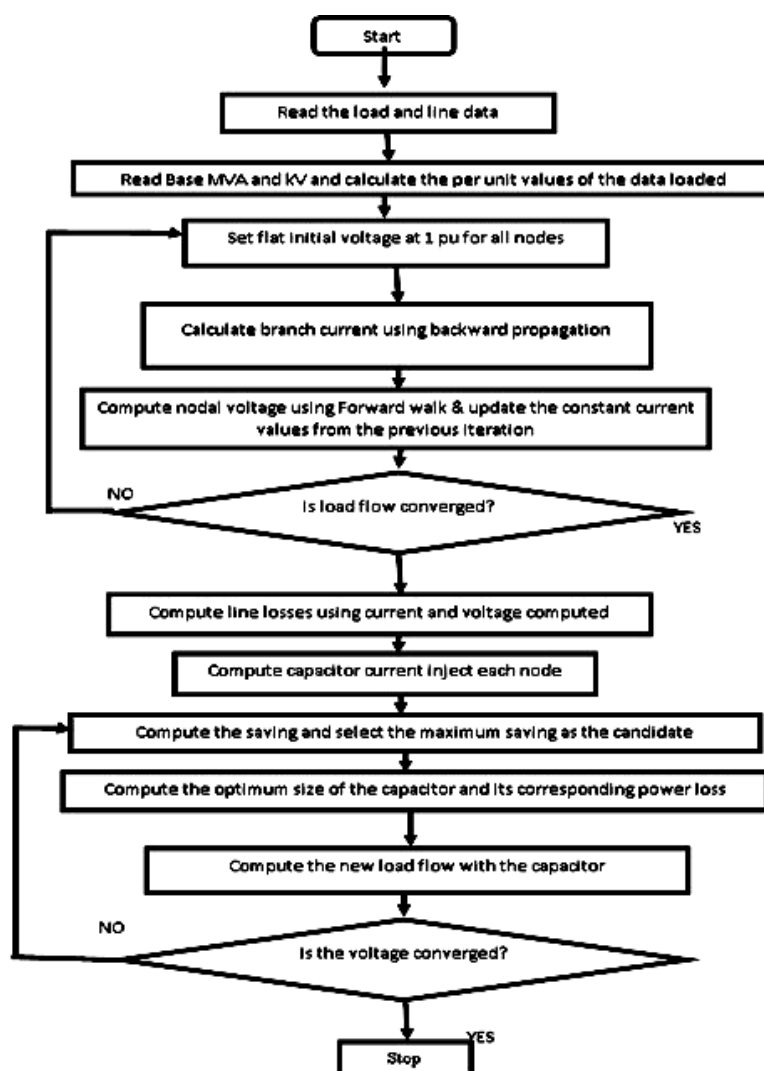 Start
Read the load and line data
Read Base MVA and kV and calculate the per unit values of the data loaded
Set flat initial voltage at 1 pu for all nodes
Calculate branch current using backward propagation
Compute nodal voltage using Forward walk & update the constant current
values from the previous iteration
NO
Is load flow converged?
YES
Compute line losses using current and voltage computed
Compute capacitor current inject each node
Compute the saving and select the maximum saving as the candidate
Compute the optimum size of the capacitor and its corresponding power loss
Compute the new load flow with the capacitor
NO
Is the voltage converged?
YES
Stop